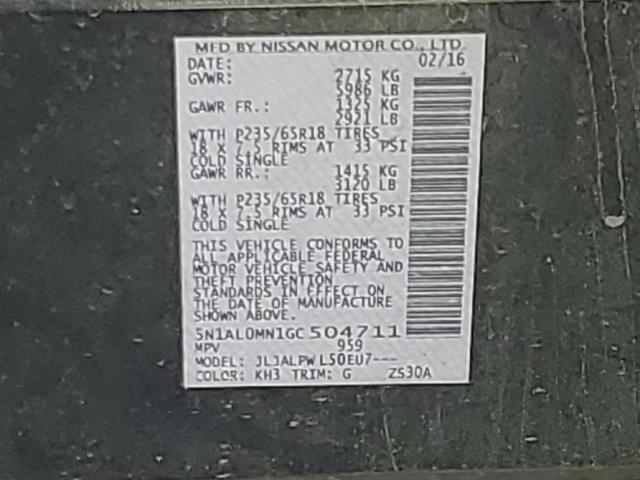 MFD BY NISSAN MOTOR CO., LTD.
DATE: 02/16
GVWR: 2715 KG
5986 LB
GAWR FR.: 1325 KG
2921 LB
WITH P235/65R18 TIRES
18 X 7.5 RIMS AT 33 PSI
COLD SINGLE
GAWR RR.: 1415 KG
3120 LB
WITH P235/65R18 TIRES
18 X 7.5 RIMS AT 33 PSI
COLD SINGLE
THIS VEHICLE CONFORMS TO
ALL APPLICABLE FEDERAL
MOTOR VEHICLE SAFETY AND
THEFT PREVENTION
STANDARDS IN EFFECT ON
THE DATE OF MANUFACTURE
SHOWN ABOVE.
5N1AL0MN1GC504711
MPV 959
MODEL: JLJALPWL50EU7---
COLOR: KH3 TRIM: G ZS30A